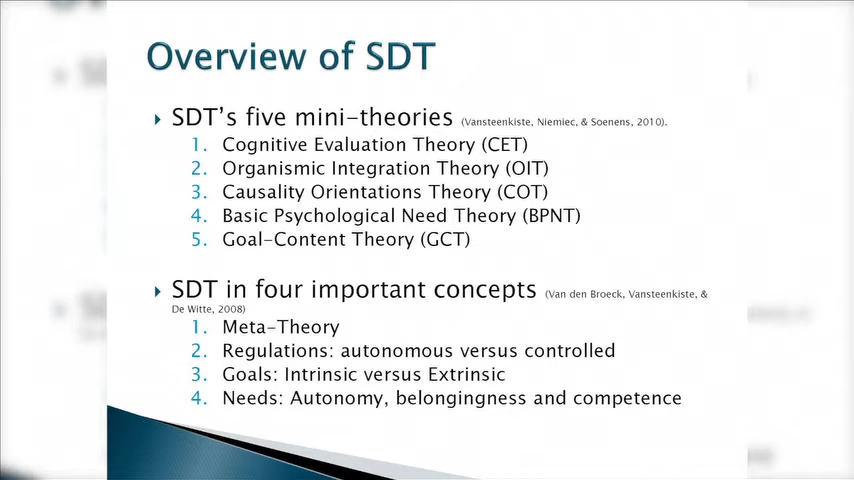 Overview of SDT
SDT's five mini-theories (Vansteenkiste, Niemiec, & Soenens, 2010).
1. Cognitive Evaluation Theory (CET)
2. Organismic Integration Theory (OIT)
3. Causality Orientations Theory (COT)
4. Basic Psychological Need Theory (BPNT)
5. Goal-Content Theory (GCT)
SDT in four important concepts (Van den Broeck, Vansteenkiste, &
De Witte, 2008)
1. Meta-Theory
2. Regulations: autonomous versus controlled
3. Goals: Intrinsic versus Extrinsic
4. Needs: Autonomy, belongingness and competence